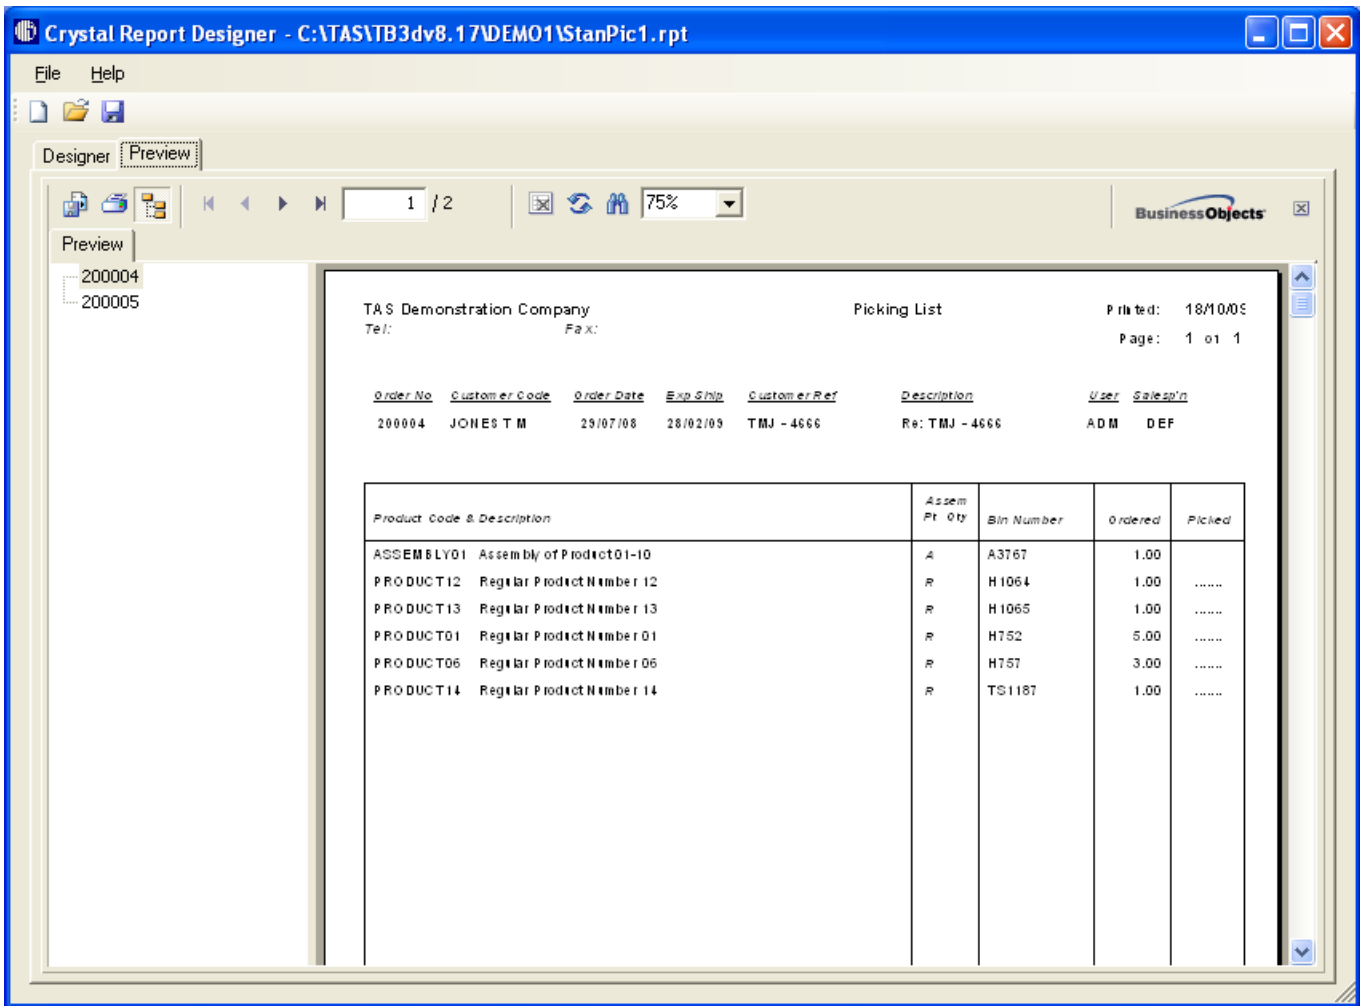 Crystal Report Designer - C:\TAS\TB3dv8.17\DEMO1\StanPic1.rpt
File Help
Designer Preview
1 / 2 75% BusinessObjects
Preview
200004
200005
TAS Demonstration Company Picking List Printed: 18/10/09
Tel: Fax:
Page: 1 of 1
Order No Customer Code Order Date Exp Ship Customer Ref Description User Salesp'n
200004 JONESTM 29/07/08 28/02/09 TMJ - 4666 Re: TMJ - 4666 ADM DEF
Product Code & Description Assem Pt Qty Bin Number Ordered Picked
ASSEMBLY01 Assembly of Product 01-10 A A3767 1.00
PRODUCT12 Regular Product Number 12 R H1064 1.00 .......
PRODUCT13 Regular Product Number 13 R H1065 1.00 .......
PRODUCT01 Regular Product Number 01 R H752 5.00 .......
PRODUCT06 Regular Product Number 06 R H757 3.00 .......
PRODUCT14 Regular Product Number 14 R TS1187 1.00 .......